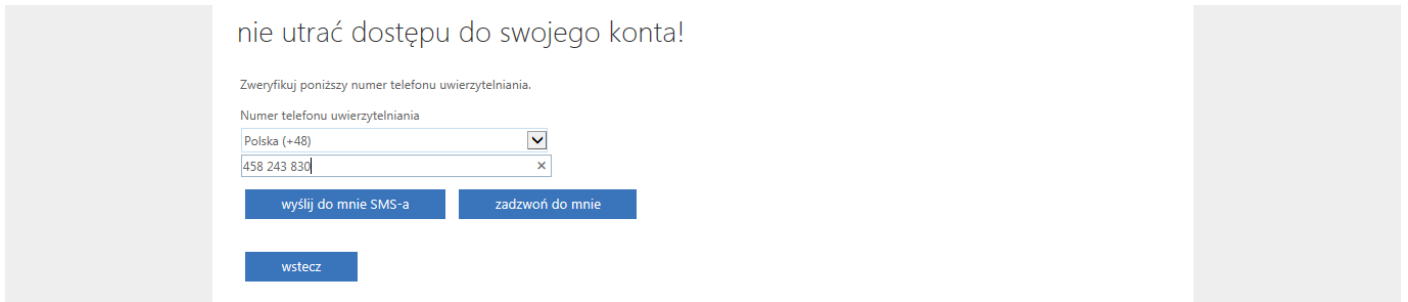 nie utrać dostępu do swojego konta!
Zweryfikuj poniższy numer telefonu uwierzytelniania.
Numer telefonu uwierzytelniania
Polska (+48)
458 243 830
wyślij do mnie SMS-a
zadzwoń do mnie
wstecz